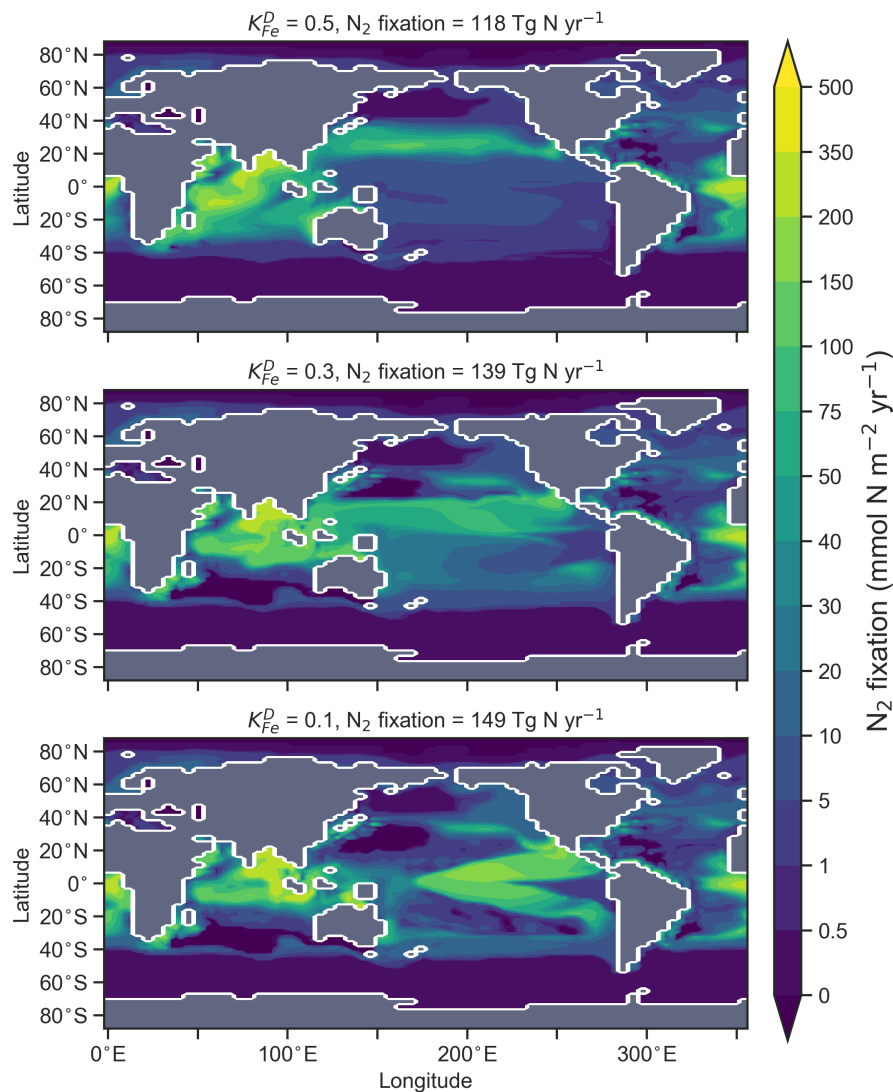 K_Fe^D = 0.5, N₂ fixation = 118 Tg N yr⁻¹
80°N
60°N
40°N
20°N
0°
20°S
40°S
60°S
80°S
Latitude
K_Fe^D = 0.3, N₂ fixation = 139 Tg N yr⁻¹
80°N
60°N
40°N
20°N
0°
20°S
40°S
60°S
80°S
Latitude
K_Fe^D = 0.1, N₂ fixation = 149 Tg N yr⁻¹
80°N
60°N
40°N
20°N
0°
20°S
40°S
60°S
80°S
Latitude
0°E 100°E 200°E 300°E
Longitude
500
350
200
150
100
75
50
40
30
20
10
5
1
0.5
0
N₂ fixation (mmol N m⁻² yr⁻¹)